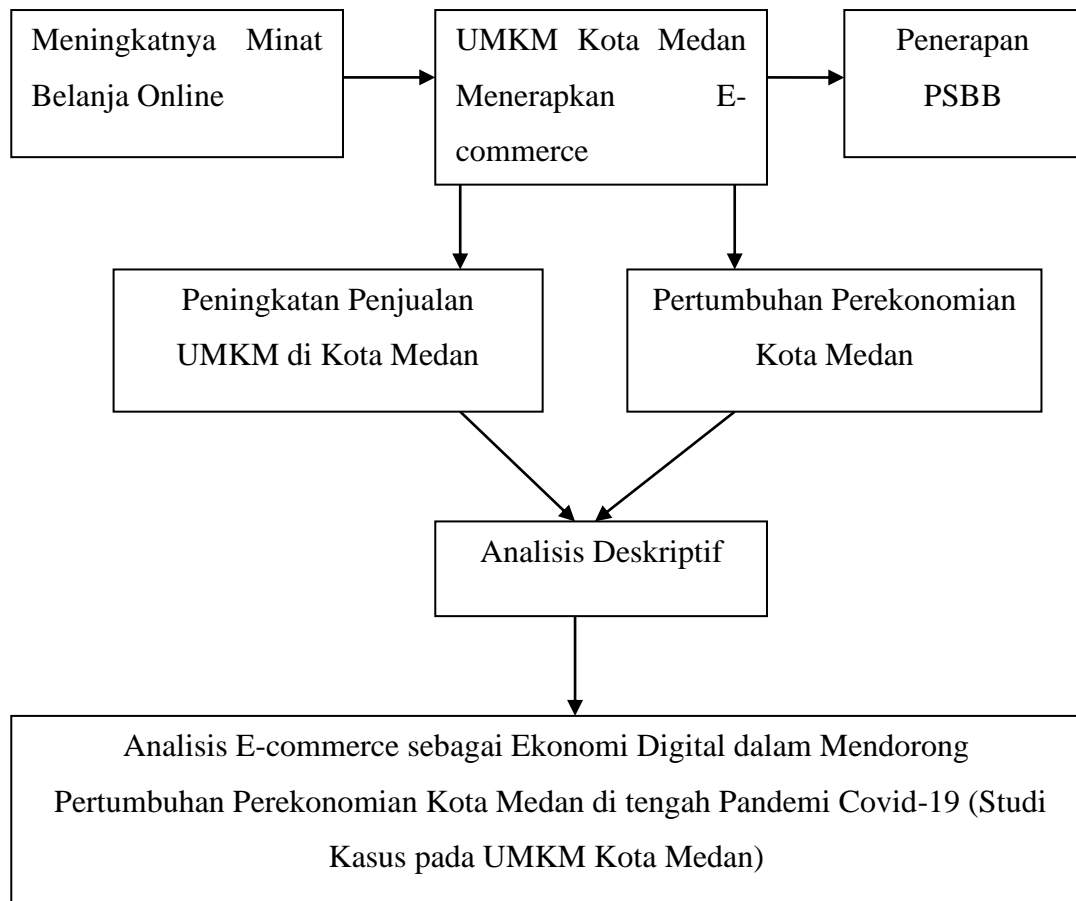 Meningkatnya Minat
Belanja Online
UMKM Kota Medan
Menerapkan E-
commerce
Penerapan
PSBB
Peningkatan Penjualan
UMKM di Kota Medan
Pertumbuhan Perekonomian
Kota Medan
Analisis Deskriptif
Analisis E-commerce sebagai Ekonomi Digital dalam Mendorong
Pertumbuhan Perekonomian Kota Medan di tengah Pandemi Covid-19 (Studi
Kasus pada UMKM Kota Medan)